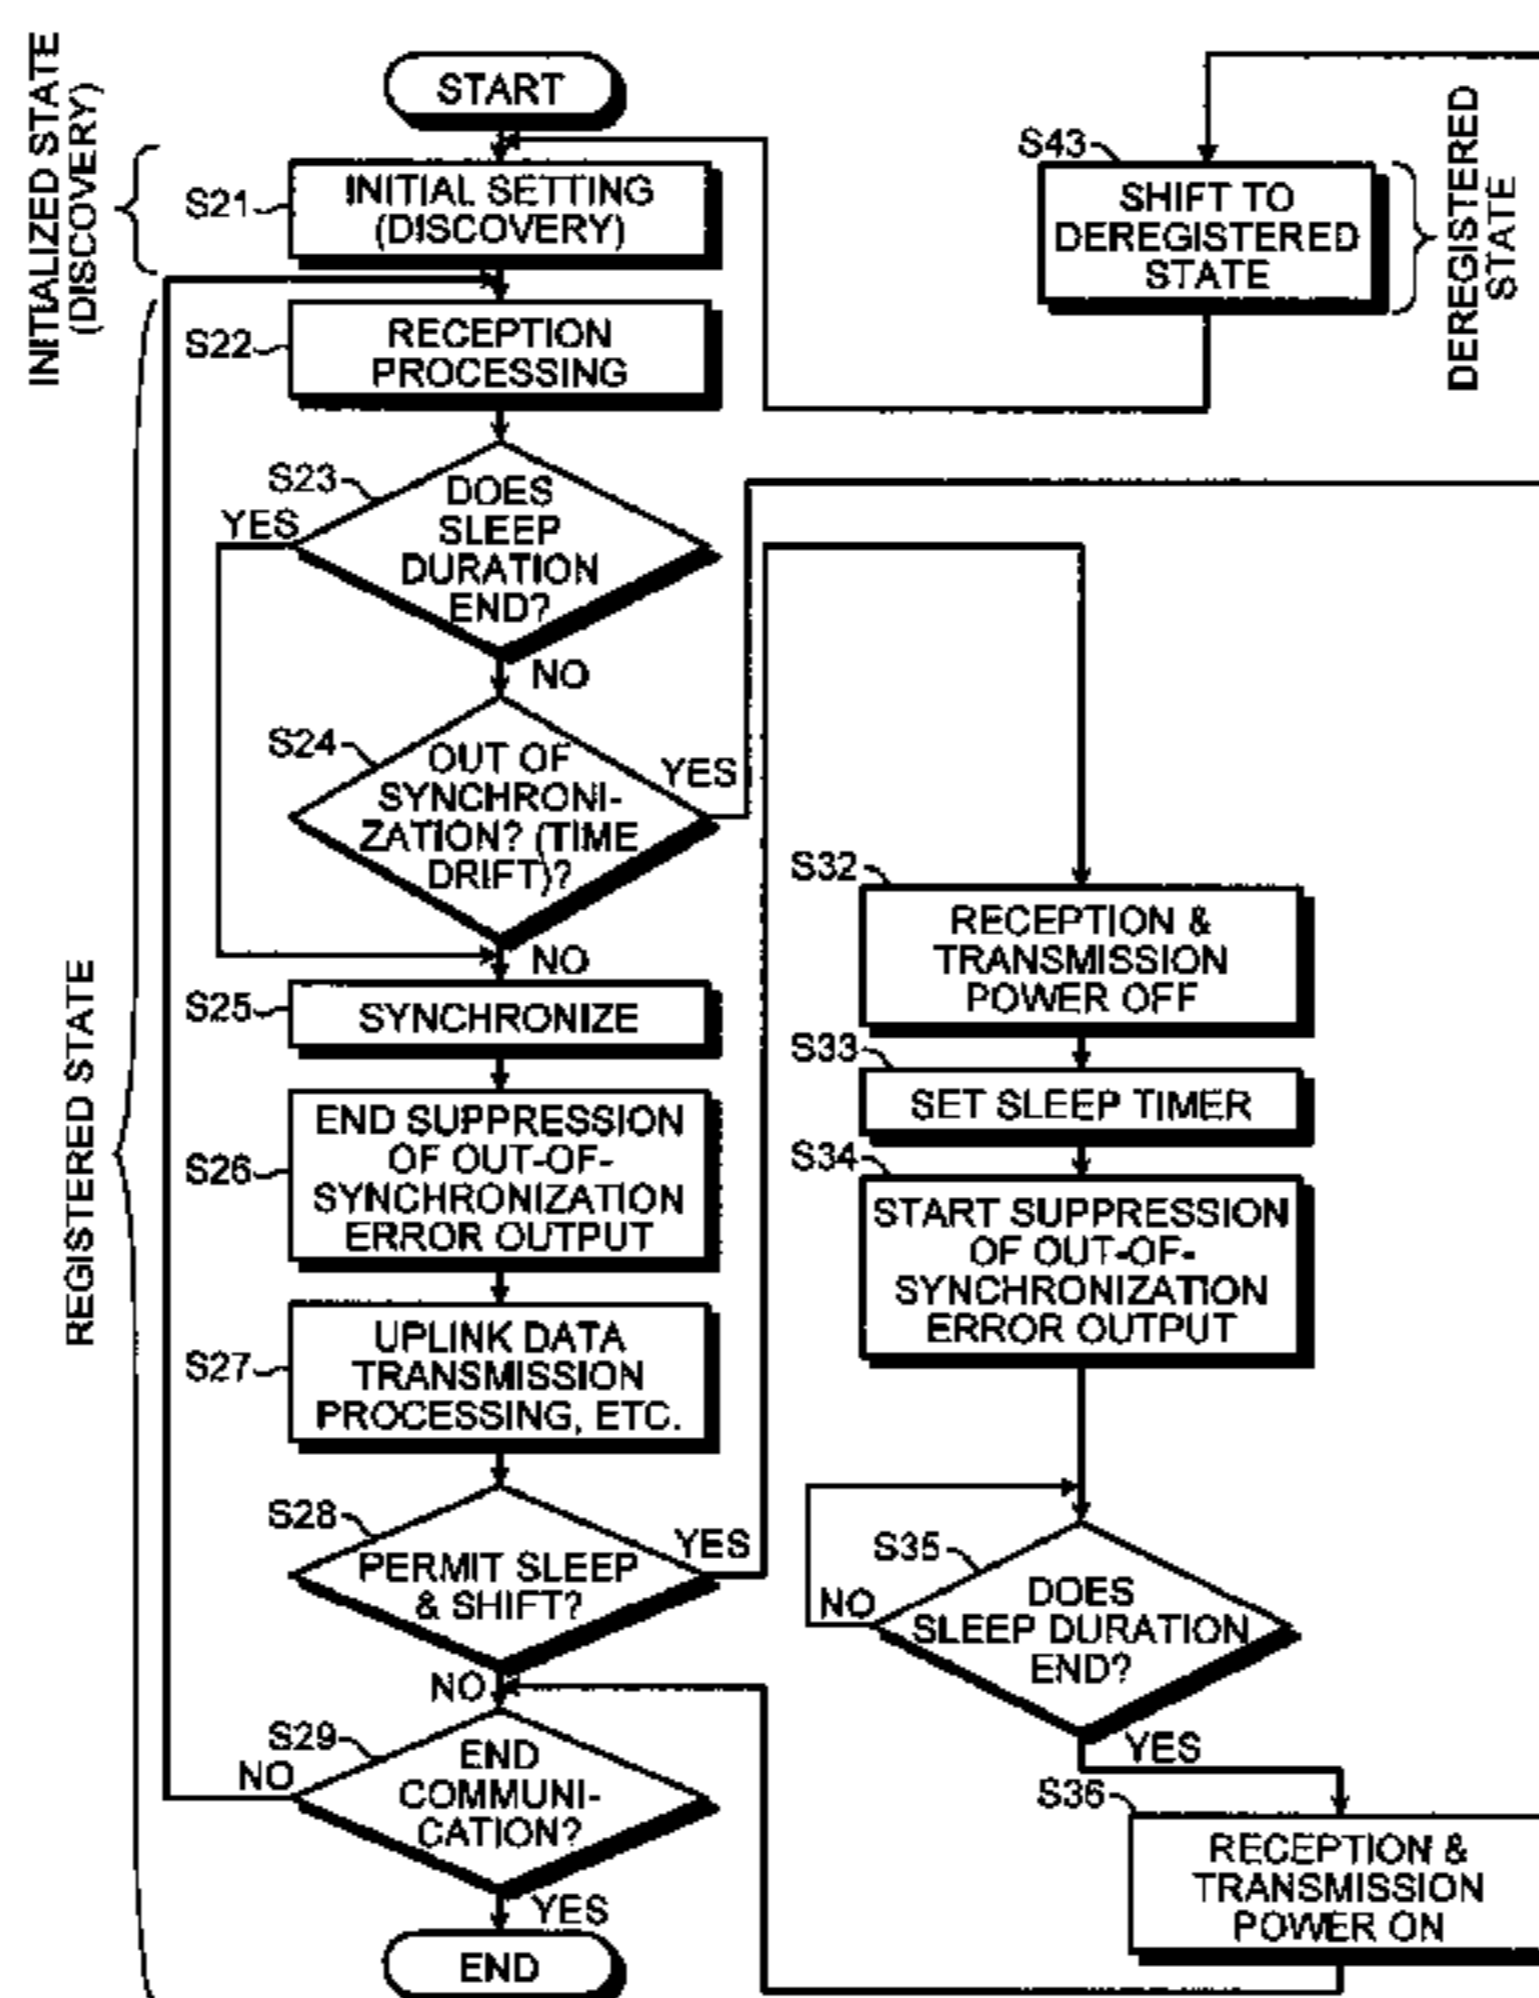 INITIALIZED STATE
(DISCOVERY)
START
S21
INITIAL SETTING
(DISCOVERY)
S22
RECEPTION
PROCESSING
S23
DOES
SLEEP
DURATION
END?
YES
NO
S24
OUT OF
SYNCHRONI-
ZATION? (TIME
DRIFT)?
YES
NO
REGISTERED STATE
S25
SYNCHRONIZE
S26
END SUPPRESSION
OF OUT-OF-
SYNCHRONIZATION
ERROR OUTPUT
S27
UPLINK DATA
TRANSMISSION
PROCESSING, ETC.
S28
PERMIT SLEEP
& SHIFT?
YES
NO
S29
END
COMMUNI-
CATION?
NO
YES
END
S43
SHIFT TO
DEREGISTERED
STATE
DEREGISTERED
STATE
S32
RECEPTION &
TRANSMISSION
POWER OFF
S33
SET SLEEP TIMER
S34
START SUPPRESSION
OF OUT-OF-
SYNCHRONIZATION
ERROR OUTPUT
S35
DOES
SLEEP DURATION
END?
NO
YES
S36
RECEPTION &
TRANSMISSION
POWER ON